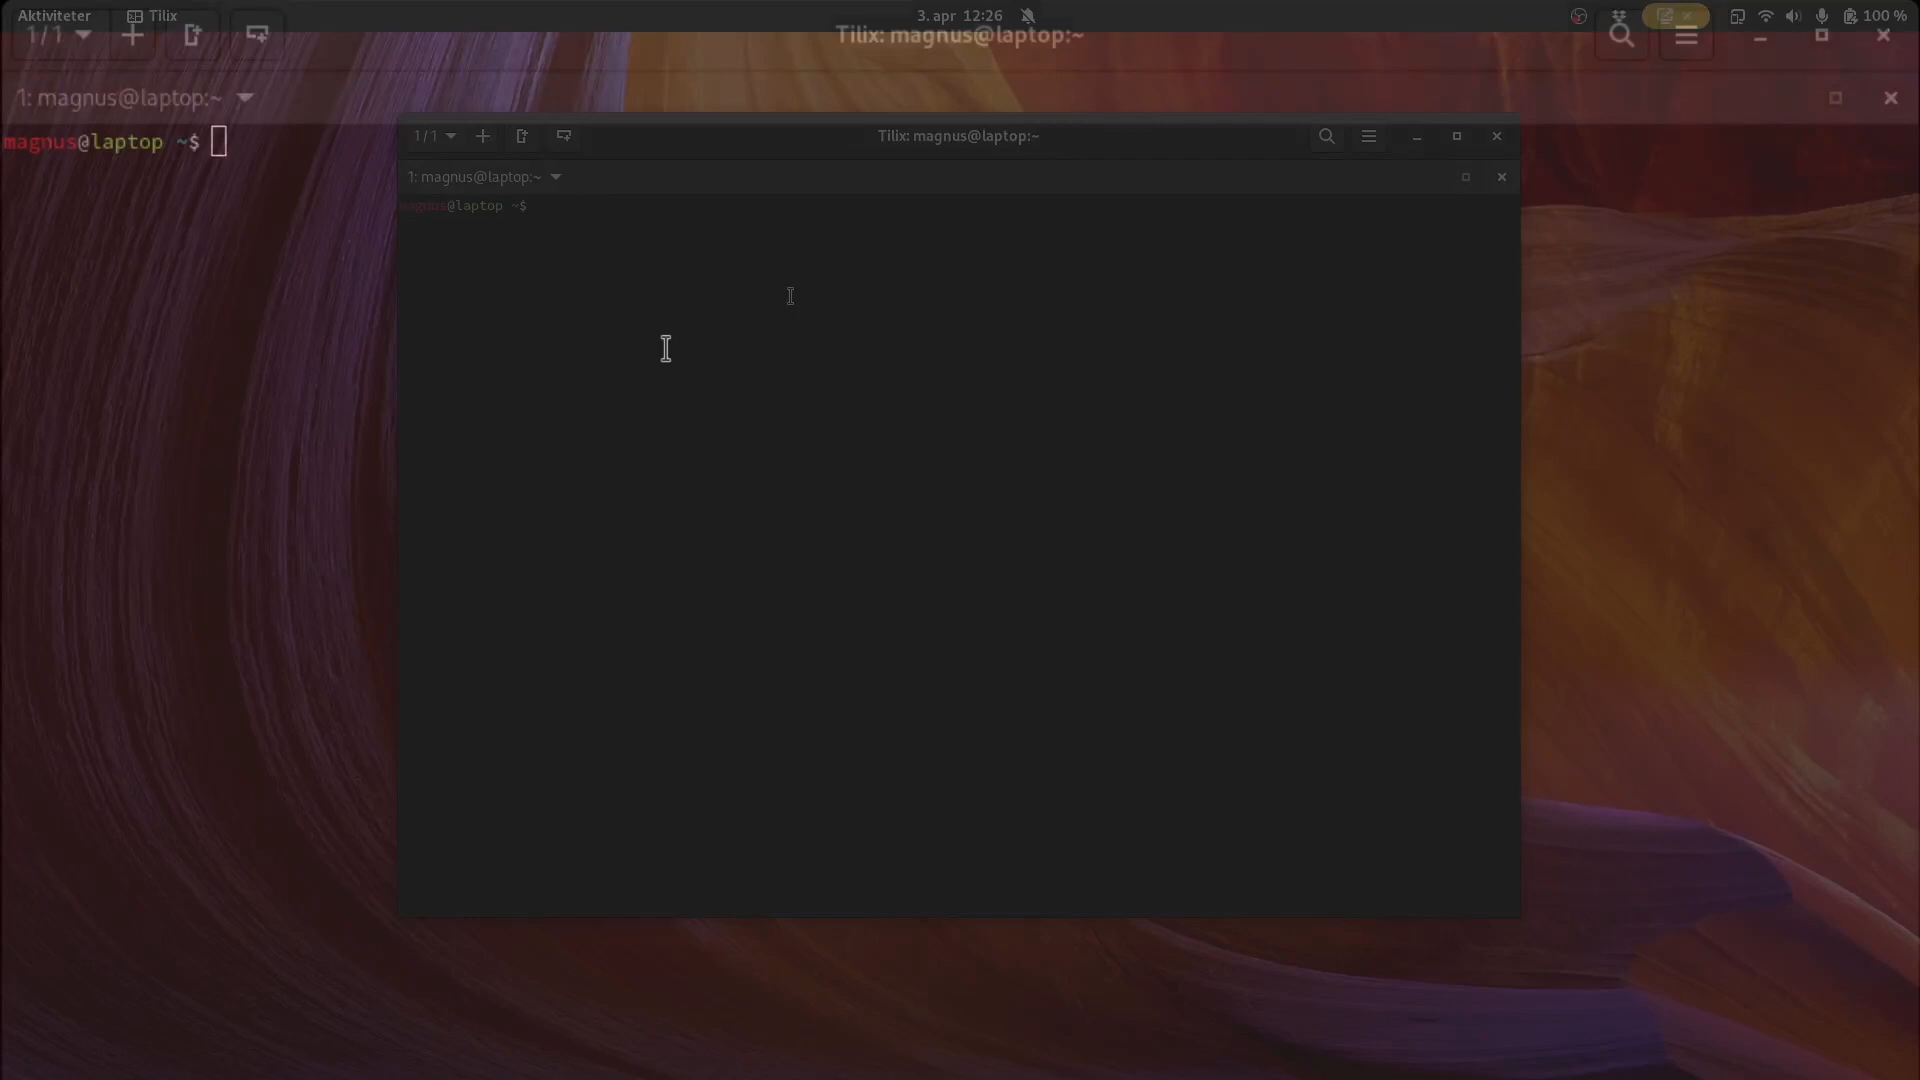 Aktiviteter Tilix 3. apr 12:26 100 %
1/1 Tilix: magnus@laptop:~
1: magnus@laptop:~
magnus@laptop ~$
1/1 Tilix: magnus@laptop:~
1: magnus@laptop:~
magnus@laptop ~$